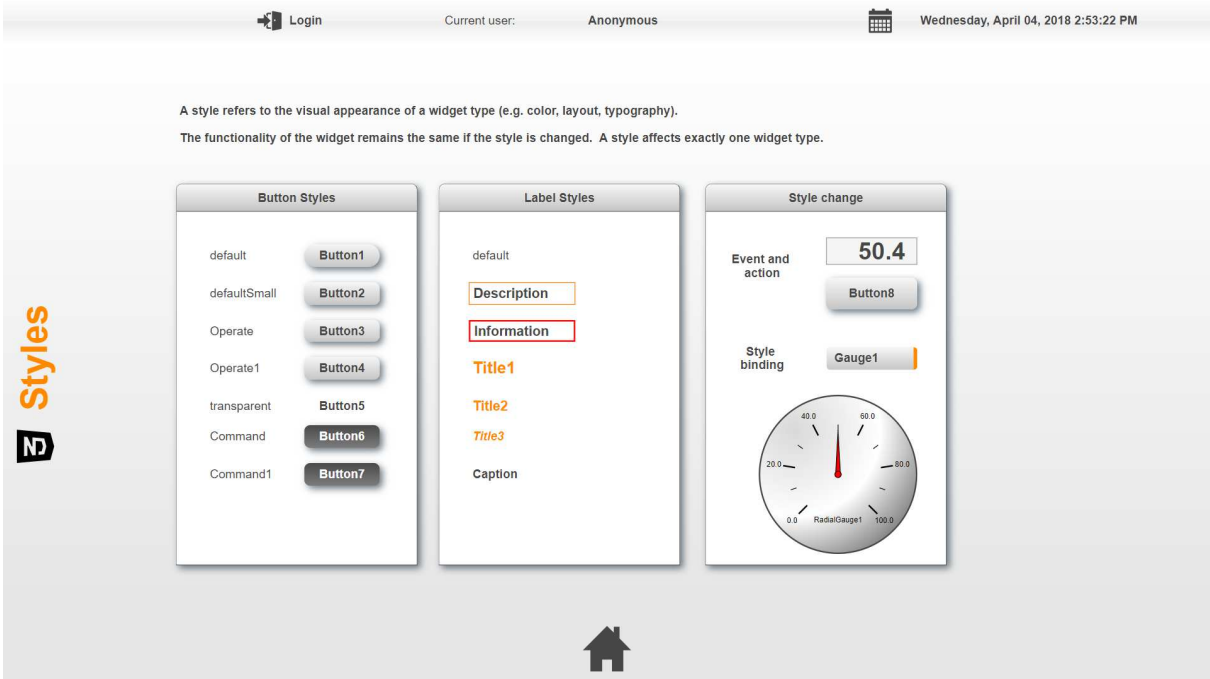 Login
Current user:
Anonymous
Wednesday, April 04, 2018 2:53:22 PM
A style refers to the visual appearance of a widget type (e.g. color, layout, typography).
The functionality of the widget remains the same if the style is changed.  A style affects exactly one widget type.
Styles
Button Styles
default
Button1
defaultSmall
Button2
Operate
Button3
Operate1
Button4
transparent
Button5
Command
Button6
Command1
Button7
Label Styles
default
Description
Information
Title1
Title2
Title3
Caption
Style change
Event and
action
50.4
Button8
Style
binding
Gauge1
40.0
60.0
20.0
80.0
0.0
RadialGauge1
100.0